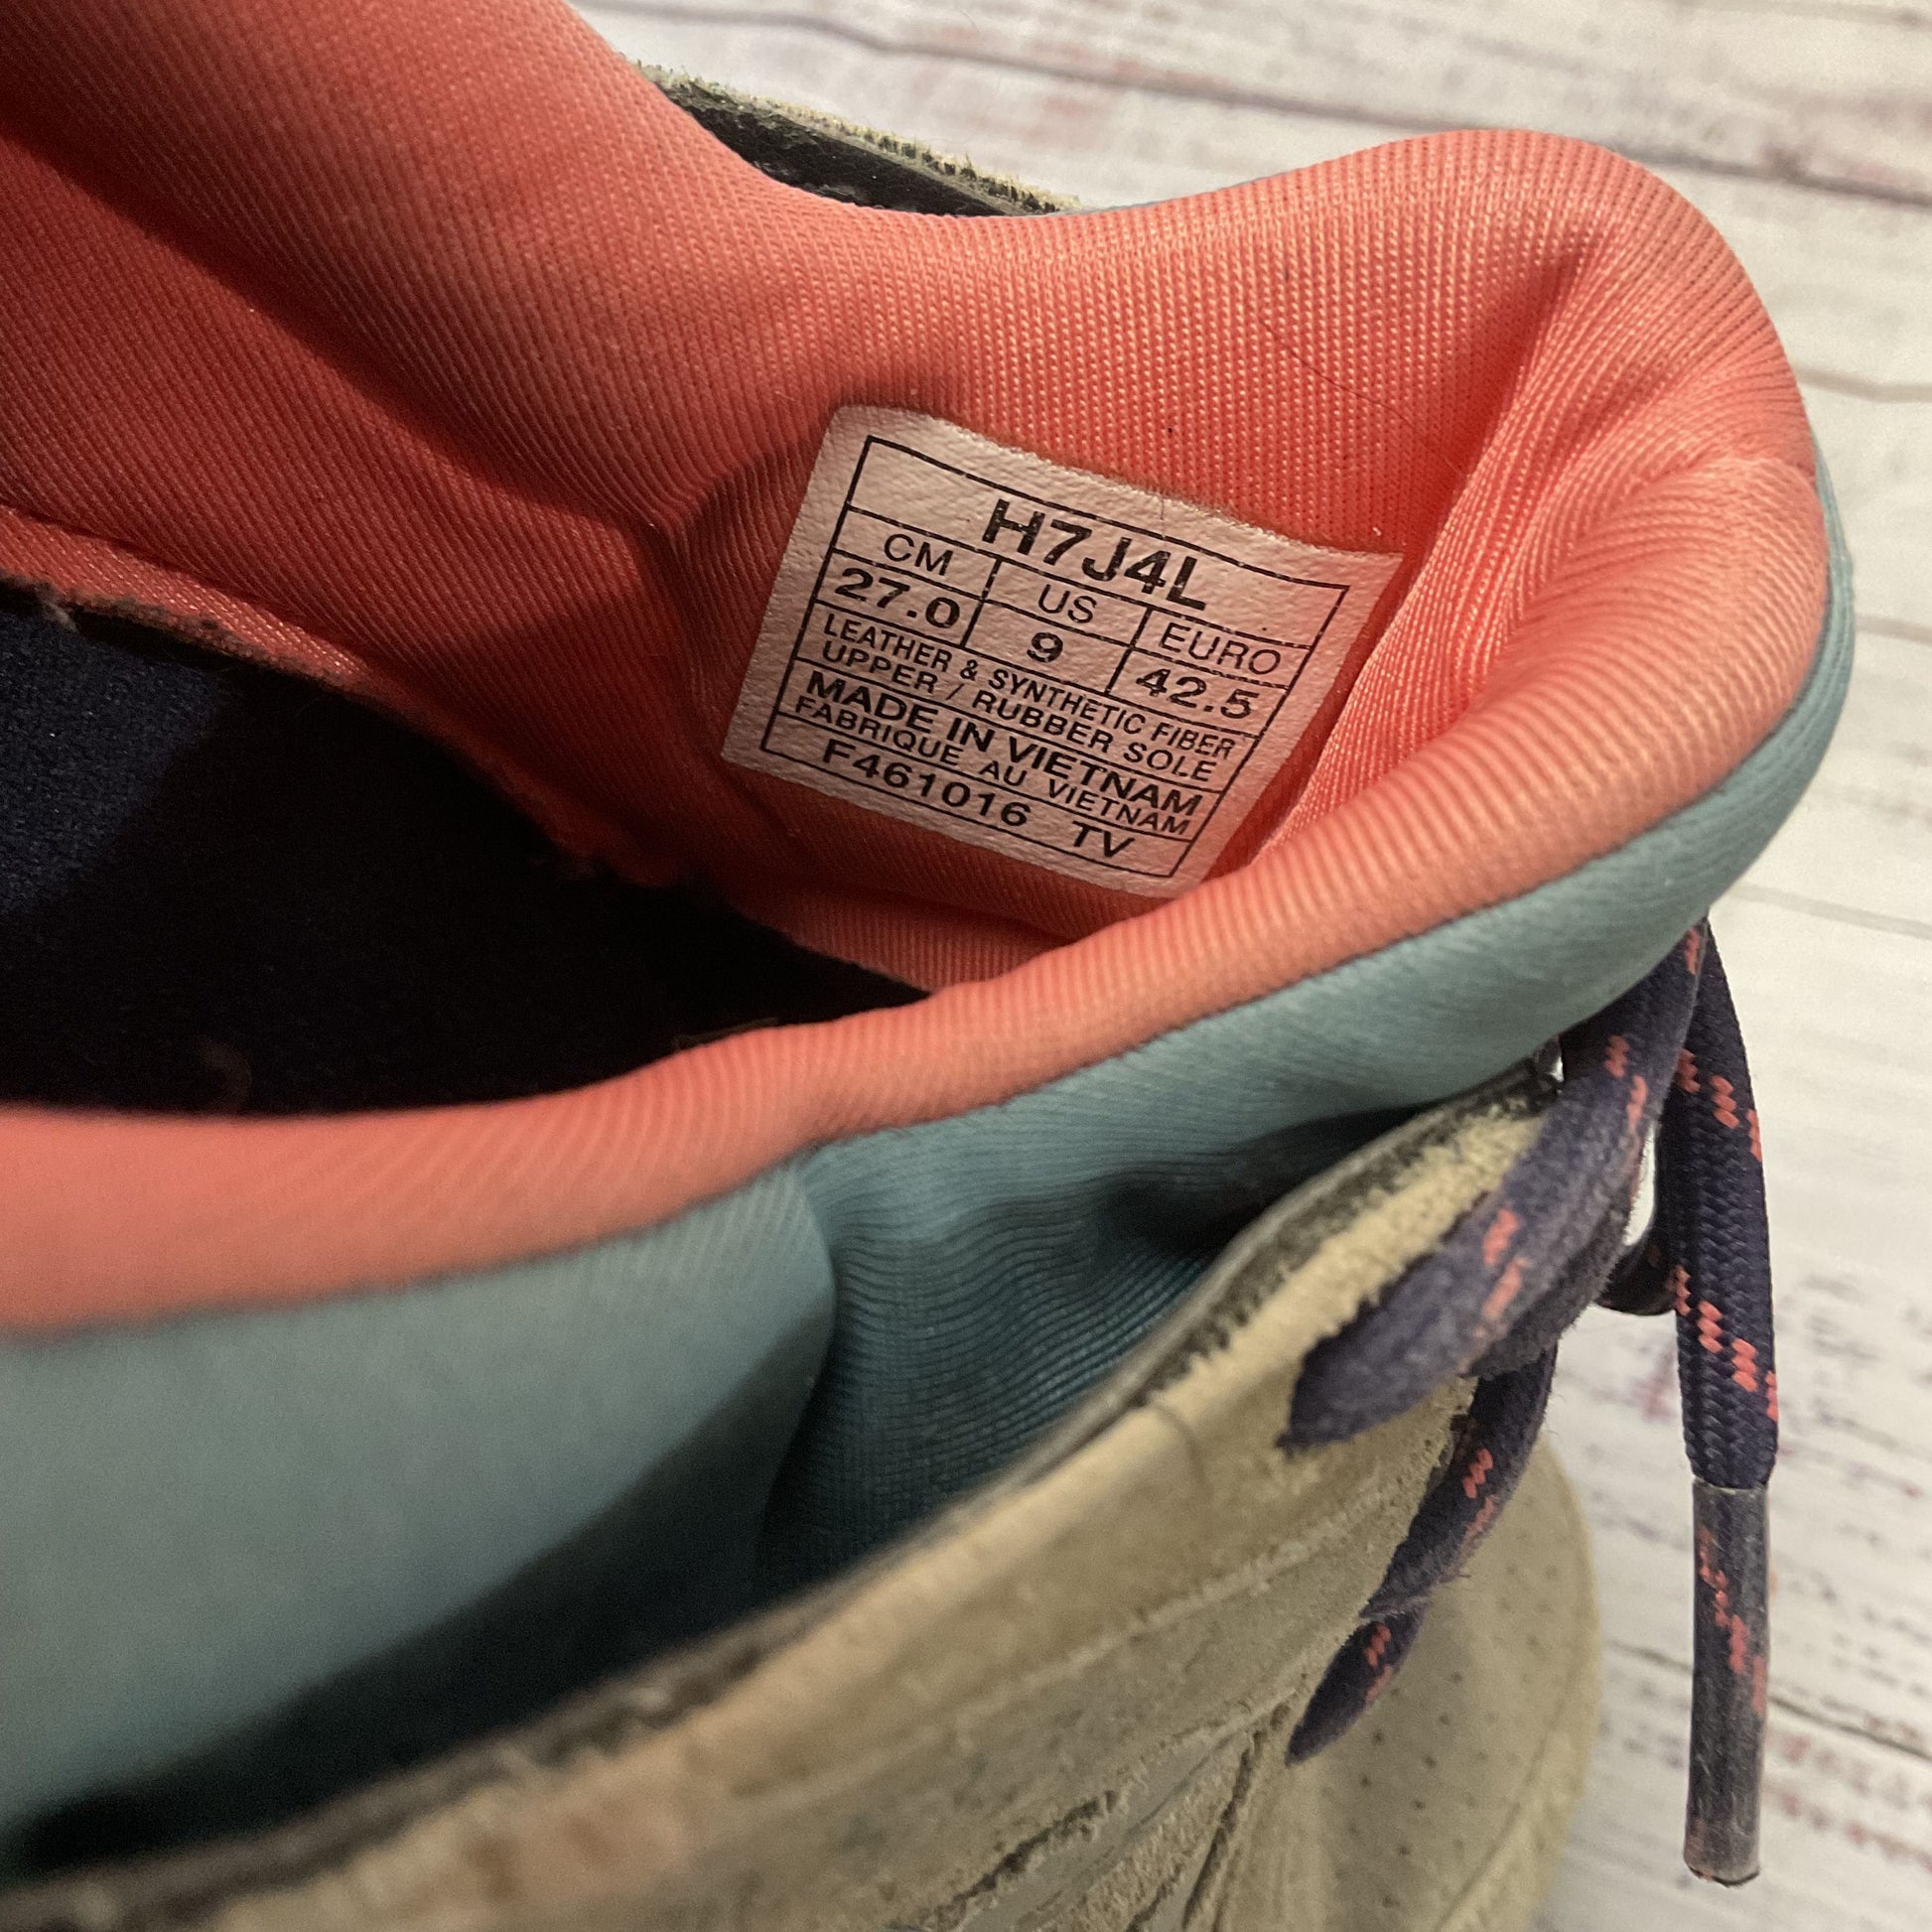 H7J4L
CM US EURO
27.0 9 42.5
LEATHER & SYNTHETIC FIBER
UPPER / RUBBER SOLE
MADE IN VIETNAM
FABRIQUE AU VIETNAM
F461016 TV